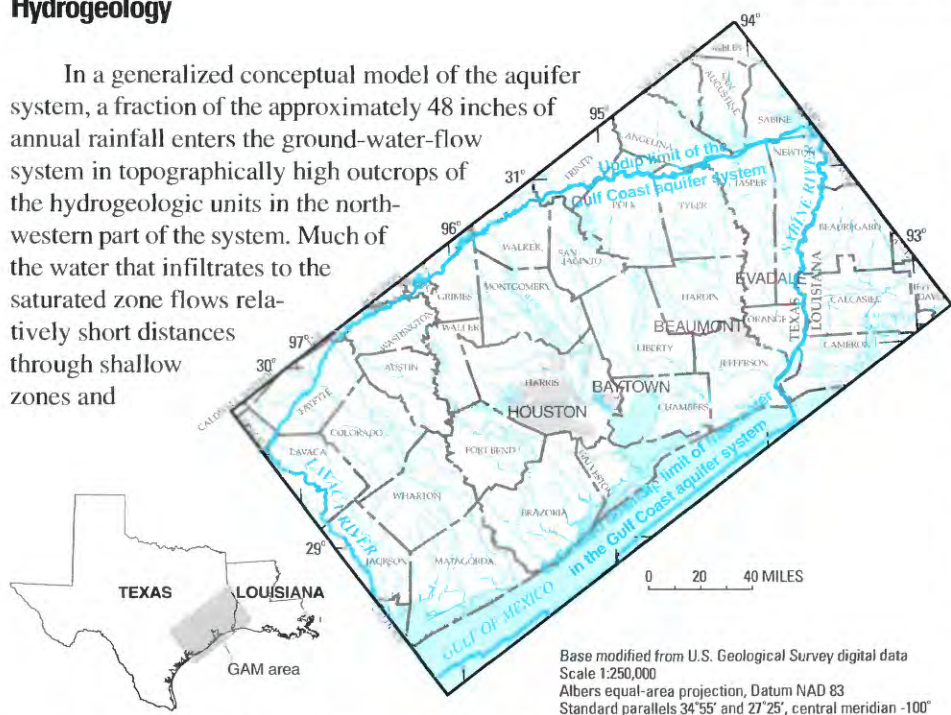 Hydrogeology
In a generalized conceptual model of the aquifer
system, a fraction of the approximately 48 inches of
annual rainfall enters the ground-water-flow
system in topographically high outcrops of
the hydrogeologic units in the north-
western part of the system. Much of
the water that infiltrates to the
saturated zone flows rela-
tively short distances
through shallow
zones and
94°
95°
31°
96°
97°
30°
29°
93°
SAN
AUGUSTINE
SABINE
ANGELINA
TRINITY
NEWTON
Updip limit of the
Gulf Coast aquifer system
JASPER
POLK
TYLER
SABINE RIVER
BEAUREGARD
WALKER
SAN
JACINTO
GRIMES
MONTGOMERY
HARDIN
EVADALE
TEXAS
LOUISIANA
CALCASIEU
WASHINGTON
WALLER
BEAUMONT
ORANGE
CAMERON
LIBERTY
JEFFERSON
AUSTIN
HARRIS
BAYTOWN
HOUSTON
CHAMBERS
FAYETTE
COLORADO
LAVACA
FORT BEND
GALVESTON
limit of
in the Gulf Coast aquifer system
LAVACA RIVER
WHARTON
BRAZORIA
JACKSON
MATAGORDA
GULF OF MEXICO
0 20 40 MILES
TEXAS
LOUISIANA
GAM area
Base modified from U.S. Geological Survey digital data
Scale 1:250,000
Albers equal-area projection, Datum NAD 83
Standard parallels 34°55' and 27°25', central meridian -100°